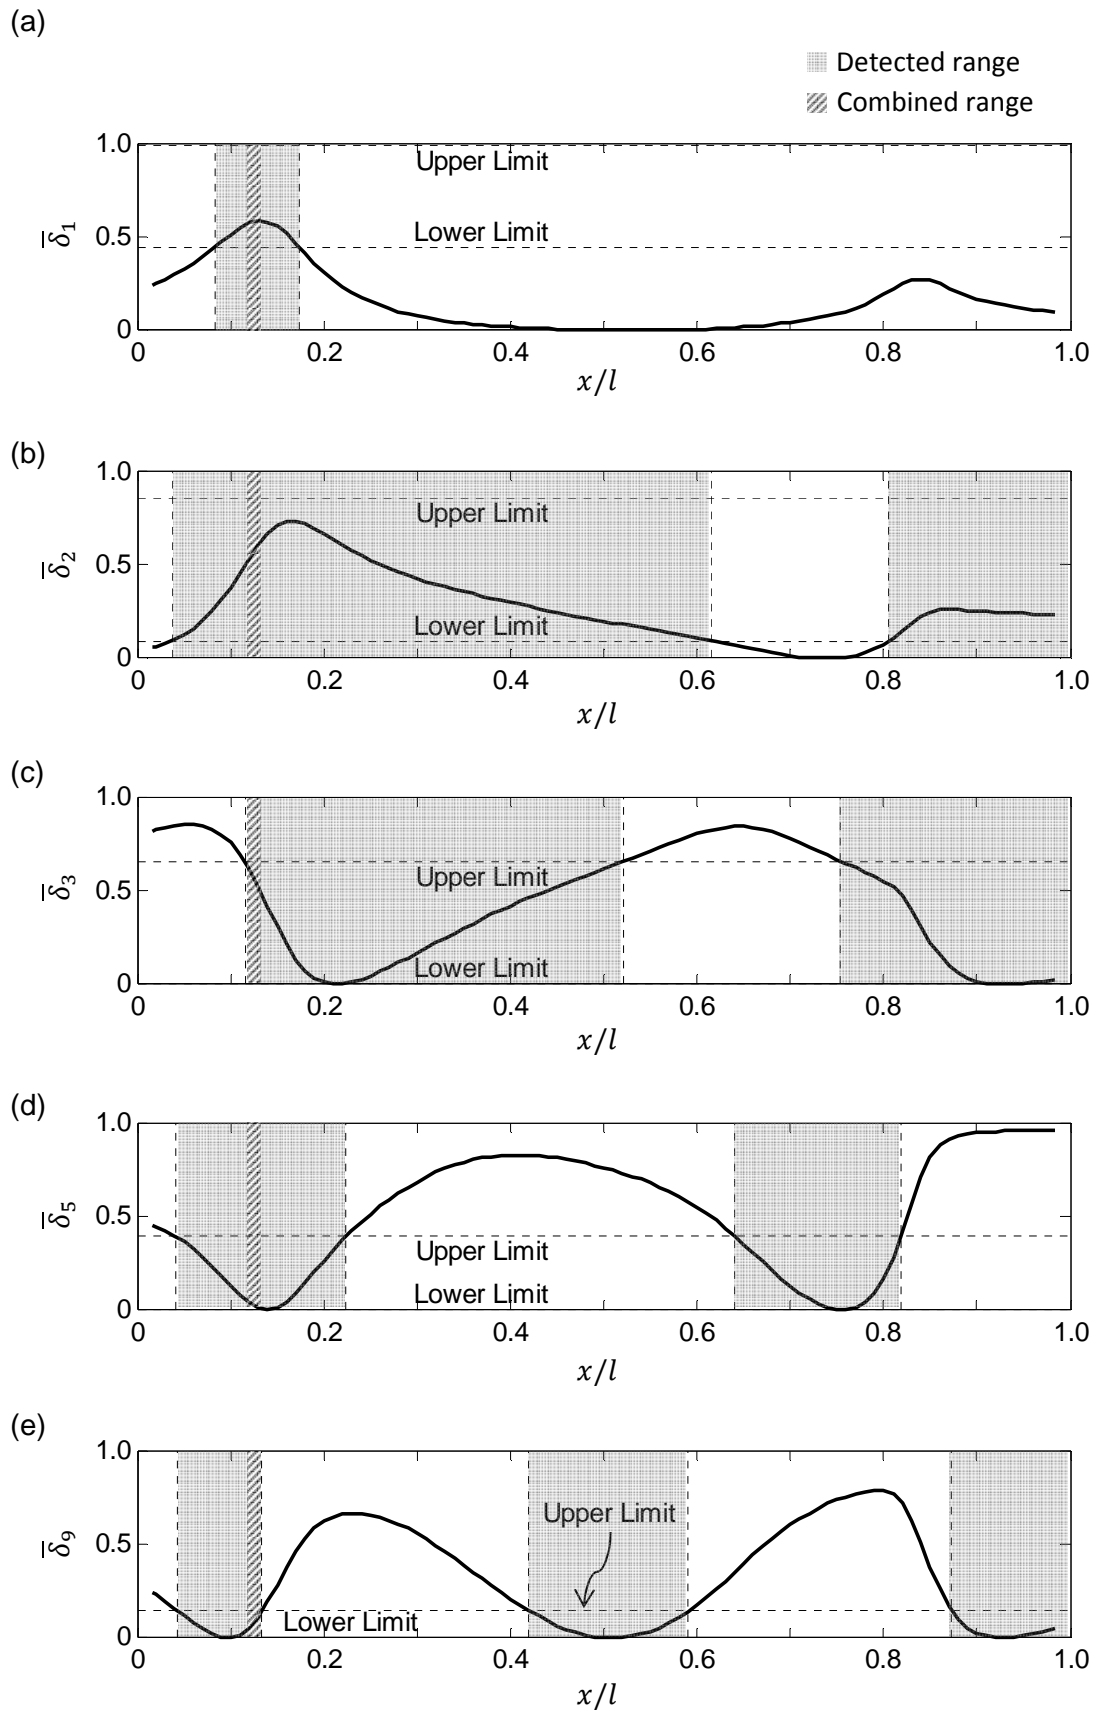 (a)
Detected range
Combined range
1.0
Upper Limit
Lower Limit
0.5
δ̅1
0
0 0.2 0.4 0.6 0.8 1.0
x/l
(b)
1.0
Upper Limit
0.5
δ̅2
Lower Limit
0
0 0.2 0.4 0.6 0.8 1.0
x/l
(c)
1.0
Upper Limit
0.5
δ̅3
Lower Limit
0
0 0.2 0.4 0.6 0.8 1.0
x/l
(d)
1.0
0.5
δ̅5
Upper Limit
Lower Limit
0
0 0.2 0.4 0.6 0.8 1.0
x/l
(e)
1.0
Upper Limit
0.5
δ̅9
Lower Limit
0
0 0.2 0.4 0.6 0.8 1.0
x/l